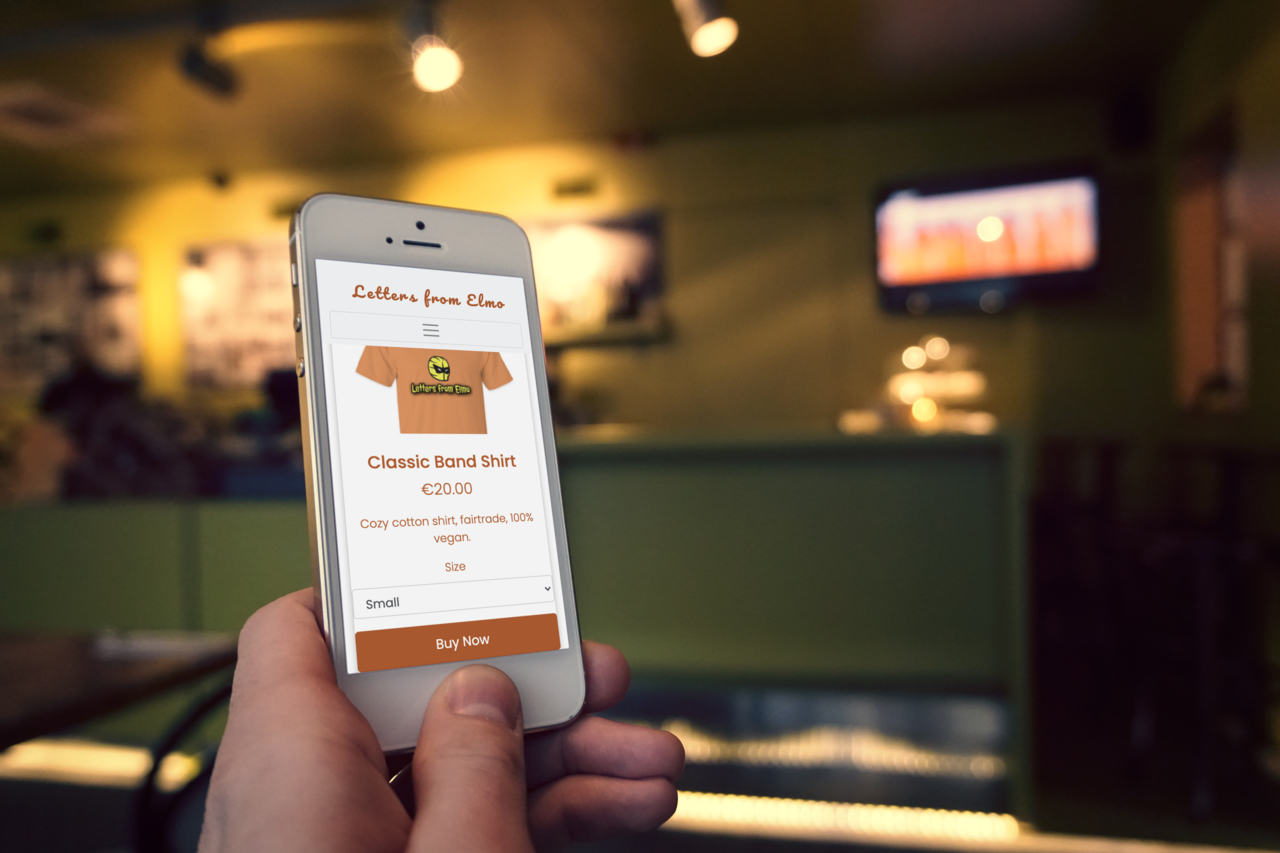 Letters from Elmo
Letters from Elmo
Classic Band Shirt
€20.00
Cozy cotton shirt, fairtrade, 100%
vegan.
Size
Small
Buy Now